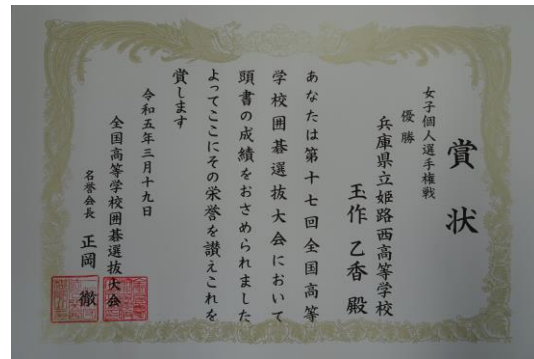 賞状
女子個人選手権戦
優勝
兵庫県立姫路西高等学校
玉作乙香殿
あなたは第十七回全国高等
学校囲碁選抜大会において
頭書の成績をおさめられました
よってここにその栄誉を讃えこれを
賞します
令和五年三月十九日
全国高等学校囲碁選抜大会
名誉会長 正岡徹